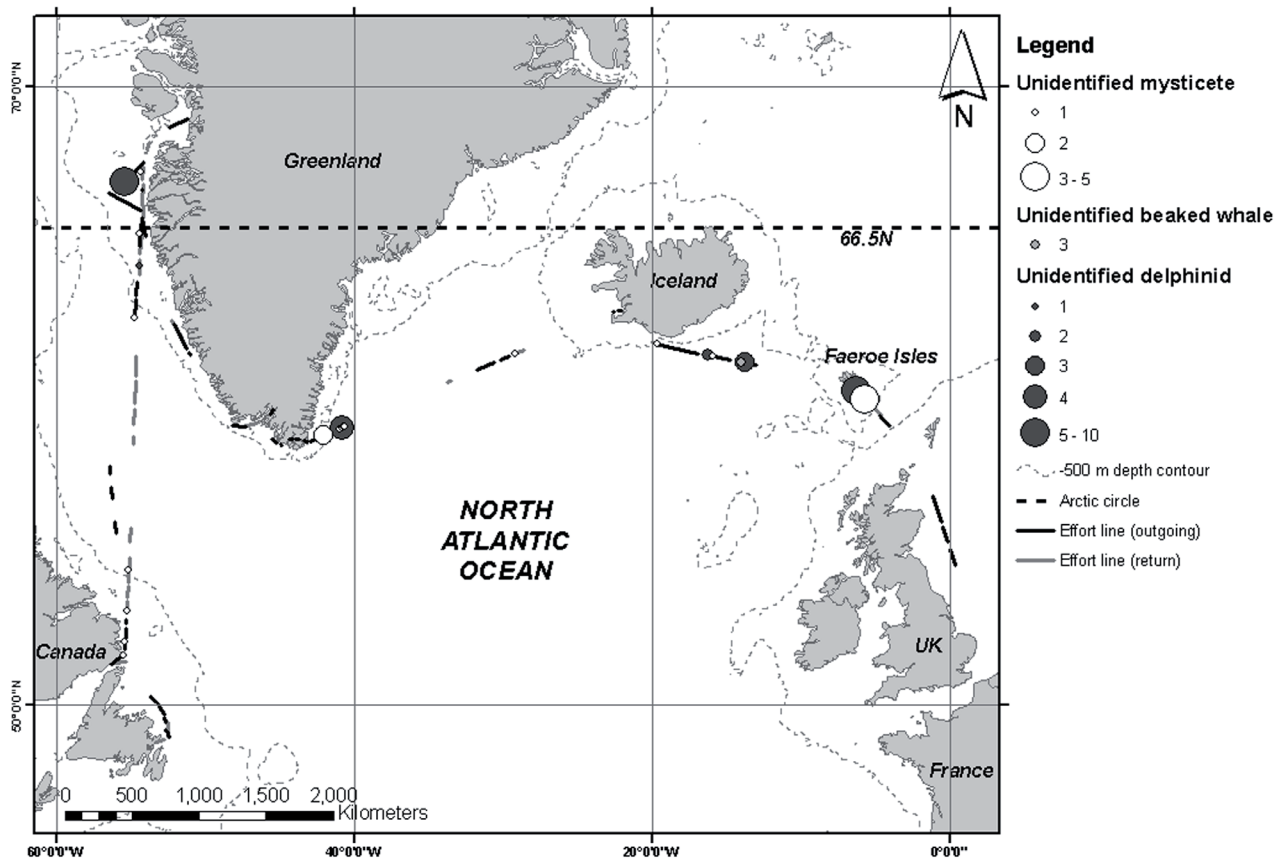 70°0'0"N
50°0'0"N
60°0'0"W
40°0'0"W
20°0'0"W
0°0'0"
Greenland
66.5N
Iceland
Faeroe Isles
NORTH
ATLANTIC
OCEAN
Canada
UK
France
0 500 1,000 1,500 2,000
Kilometers
N
Legend
Unidentified mysticete
1
2
3 - 5
Unidentified beaked whale
3
Unidentified delphinid
1
2
3
4
5 - 10
-500 m depth contour
Arctic circle
Effort line (outgoing)
Effort line (return)